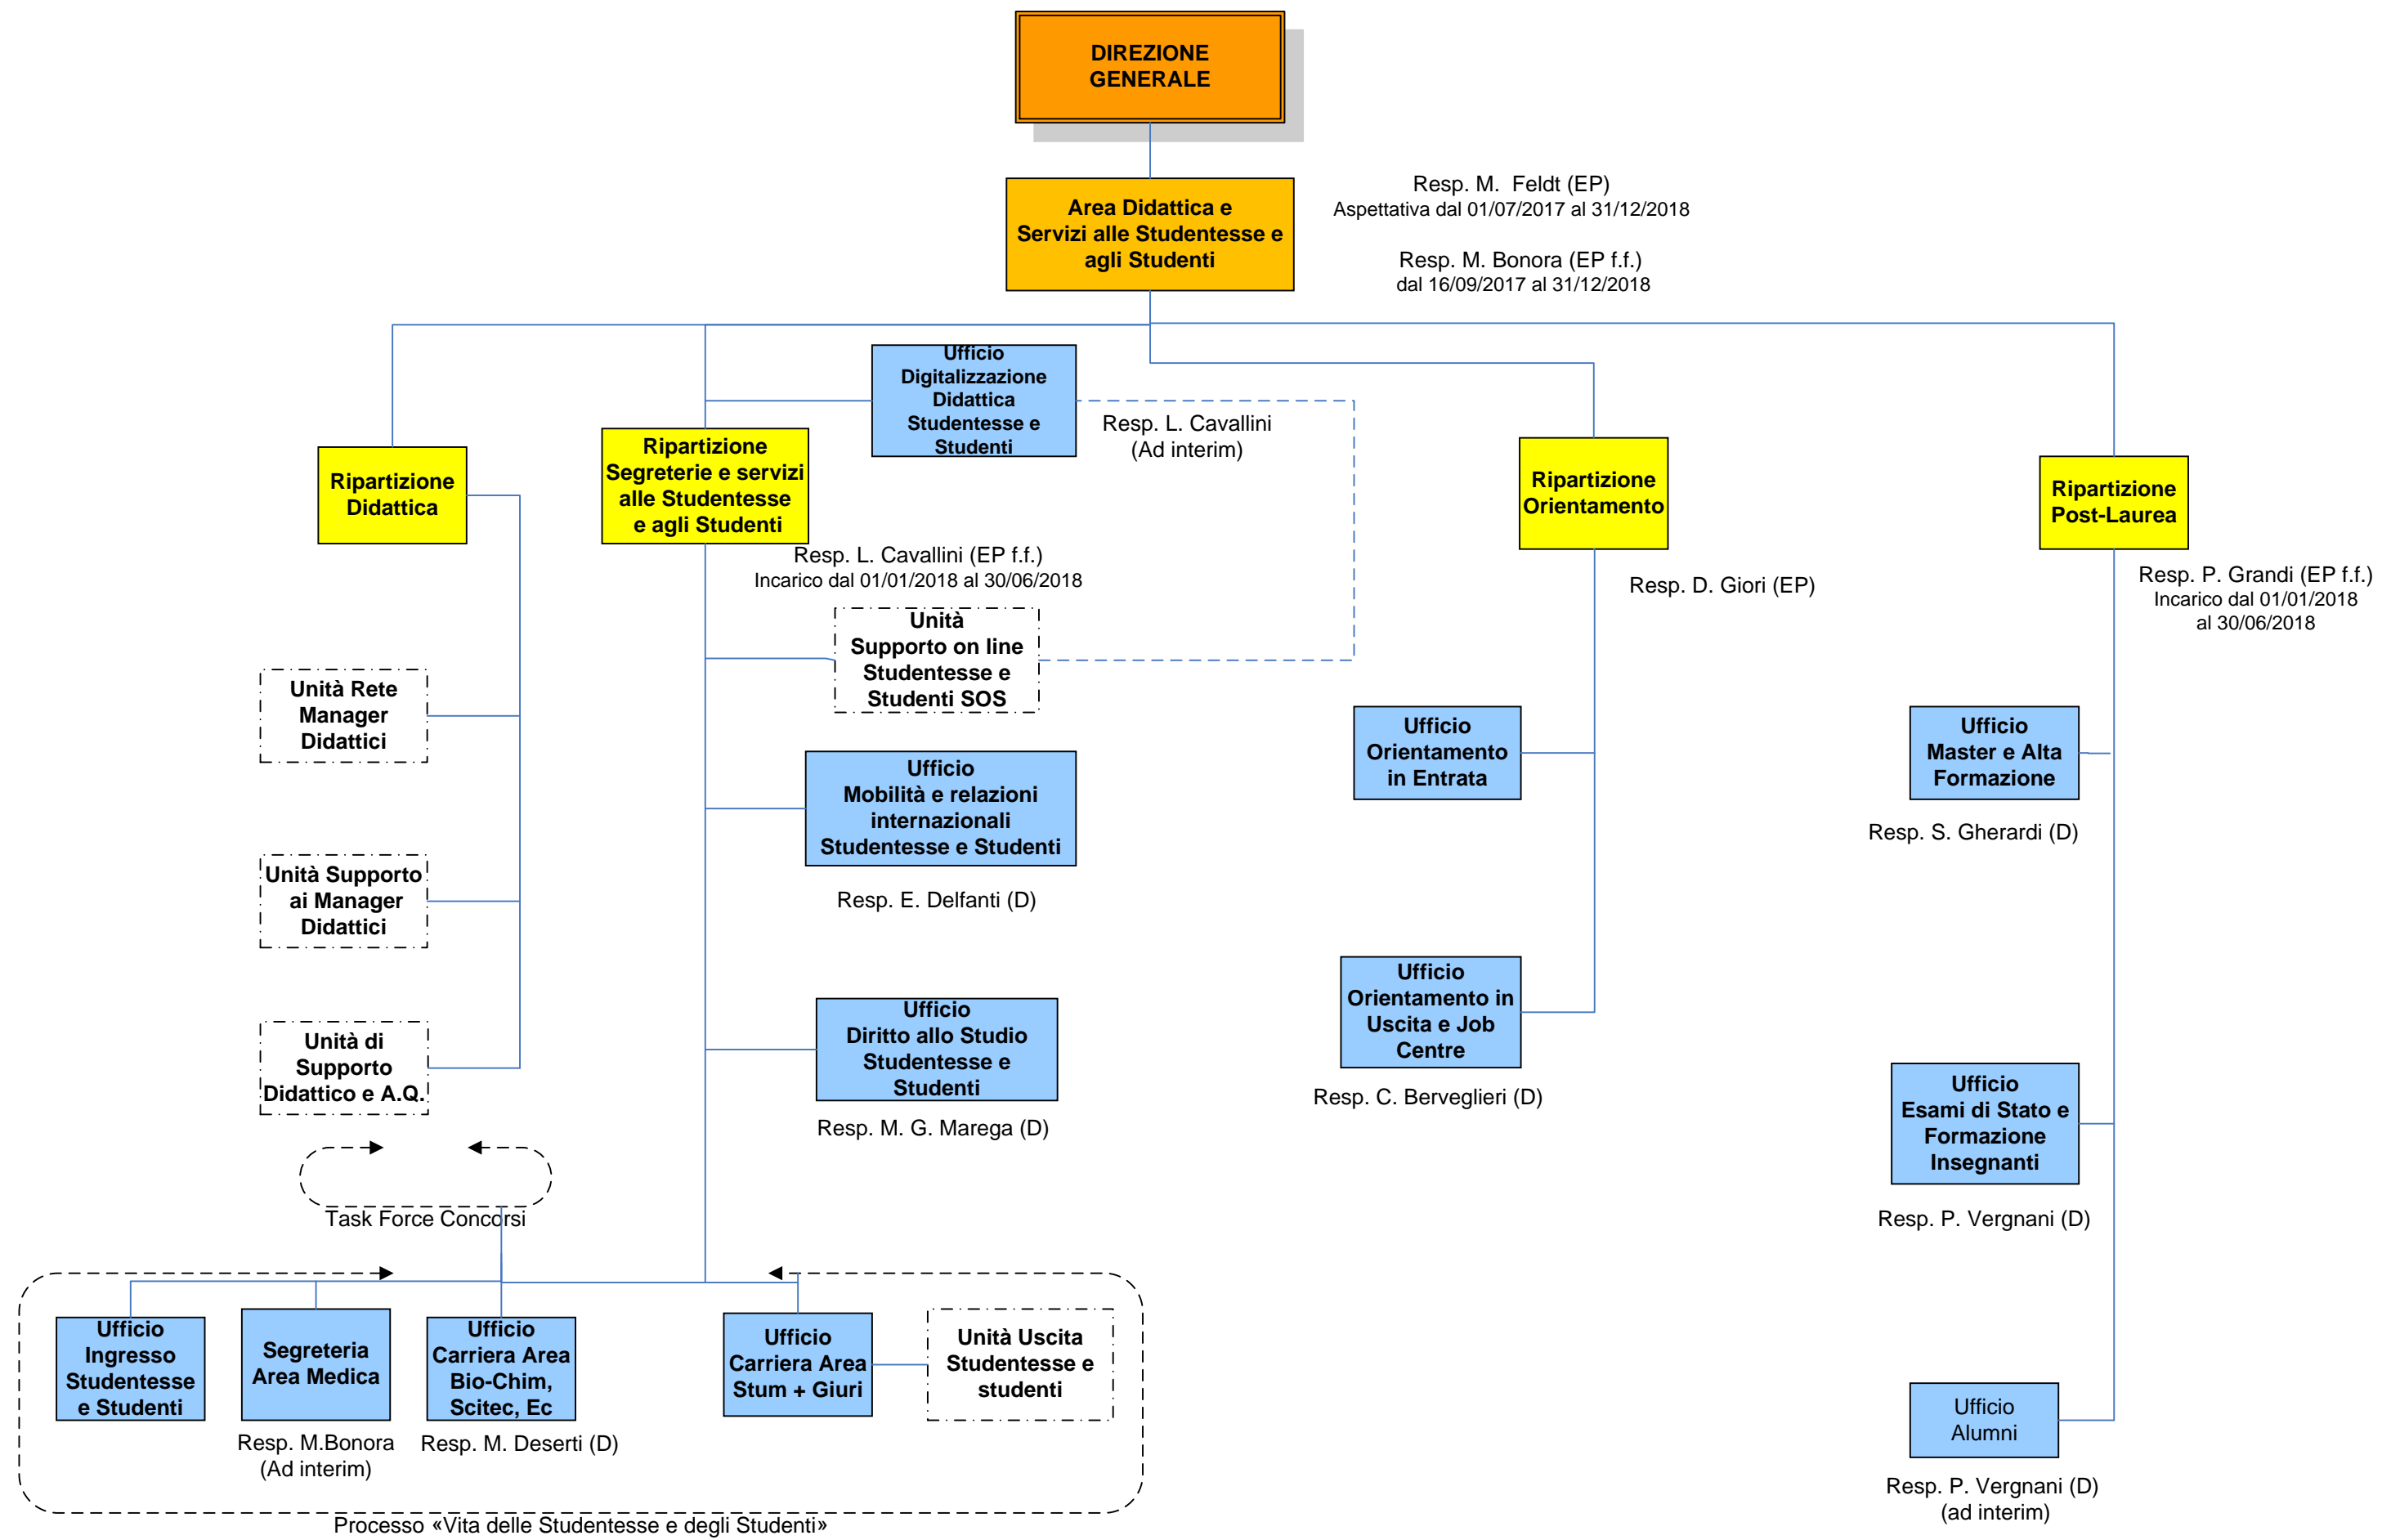 DIREZIONE
GENERALE
Area Didattica e
Servizi alle Studentesse e
agli Studenti
Resp. M.  Feldt (EP)
Aspettativa dal 01/07/2017 al 31/12/2018
Resp. M. Bonora (EP f.f.)
dal 16/09/2017 al 31/12/2018
Ufficio
Digitalizzazione
Didattica
Studentesse e
Studenti
Resp. L. Cavallini
(Ad interim)
Ripartizione
Didattica
Ripartizione
Segreterie e servizi
alle Studentesse
e agli Studenti
Resp. L. Cavallini (EP f.f.)
Incarico dal 01/01/2018 al 30/06/2018
Ripartizione
Orientamento
Resp. D. Giori (EP)
Ripartizione
Post-Laurea
Resp. P. Grandi (EP f.f.)
Incarico dal 01/01/2018
al 30/06/2018
Unità Rete
Manager
Didattici
Unità Supporto
ai Manager
Didattici
Unità di
Supporto
Didattico e A.Q.
Unità
Supporto on line
Studentesse e
Studenti SOS
Ufficio
Mobilità e relazioni
internazionali
Studentesse e Studenti
Resp. E. Delfanti (D)
Ufficio
Diritto allo Studio
Studentesse e
Studenti
Resp. M. G. Marega (D)
Ufficio
Orientamento
in Entrata
Ufficio
Orientamento in
Uscita e Job
Centre
Resp. C. Berveglieri (D)
Ufficio
Master e Alta
Formazione
Resp. S. Gherardi (D)
Ufficio
Esami di Stato e
Formazione
Insegnanti
Resp. P. Vergnani (D)
Ufficio
Alumni
Resp. P. Vergnani (D)
(ad interim)
Task Force Concorsi
Ufficio
Ingresso
Studentesse
e Studenti
Segreteria
Area Medica
Resp. M.Bonora
(Ad interim)
Ufficio
Carriera Area
Bio-Chim,
Scitec, Ec
Resp. M. Deserti (D)
Ufficio
Carriera Area
Stum + Giuri
Unità Uscita
Studentesse e
studenti
Processo «Vita delle Studentesse e degli Studenti»